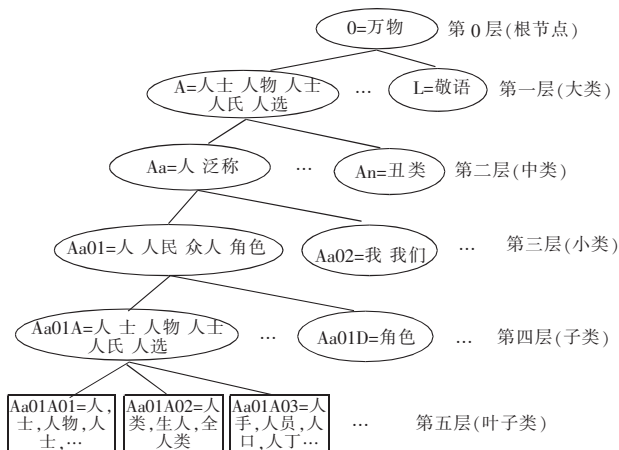 0=万物 第0层(根节点)
A=人士 人物 人士
人氏 人选
… L=敬语 第一层(大类)
Aa=人 泛称 … An=丑类 第二层(中类)
Aa01=人 人民 众人 角色 Aa02=我 我们 … 第三层(小类)
Aa01A=人 士 人物 人士
人氏 人选
… Aa01D=角色 … 第四层(子类)
Aa01A01=人,
士,人物,人
士,…
Aa01A02=人
类,生人,全
人类
Aa01A03=人
手,人员,人
口,人丁…
… 第五层(叶子类)